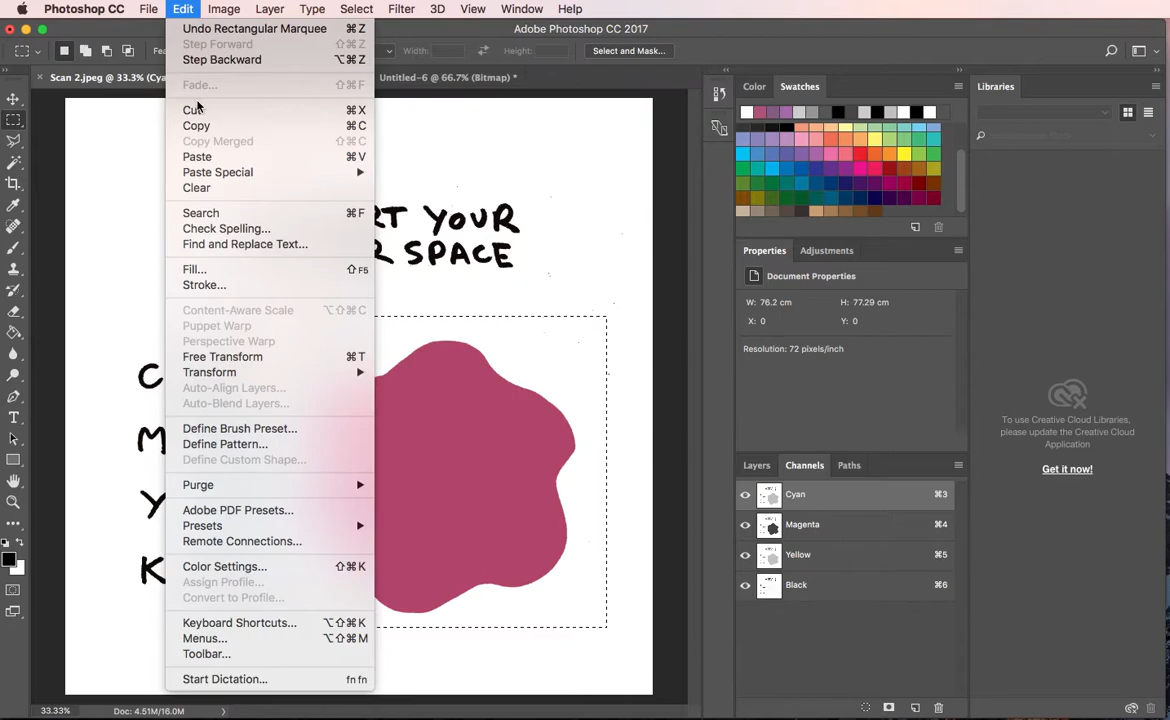 Photoshop CC File Edit Image Layer Type Select Filter 3D View Window Help
Adobe Photoshop CC 2017
Width: Height: Select and Mask...
Scan 2.jpeg @ 33.3% Untitled-6 @ 66.7% (Bitmap) *
Undo Rectangular Marquee ⌘Z
Step Forward ⇧⌘Z
Step Backward ⌥⌘Z
Fade... ⇧⌘F
Cut ⌘X
Copy ⌘C
Copy Merged ⇧⌘C
Paste ⌘V
Paste Special
Clear
Search ⌘F
Check Spelling...
Find and Replace Text...
Fill... ⇧F5
Stroke...
Content-Aware Scale ⌥⇧⌘C
Puppet Warp
Perspective Warp
Free Transform ⌘T
Transform
Auto-Align Layers...
Auto-Blend Layers...
Define Brush Preset...
Define Pattern...
Define Custom Shape...
Purge
Adobe PDF Presets...
Presets
Remote Connections...
Color Settings... ⇧⌘K
Assign Profile...
Convert to Profile...
Keyboard Shortcuts... ⌥⇧⌘K
Menus... ⌥⇧⌘M
Toolbar...
Start Dictation... fn fn
YOUR
SPACE
C
M
Y
K
Color Swatches
Properties Adjustments
Document Properties
W: 76.2 cm H: 77.29 cm
X: 0 Y: 0
Resolution: 72 pixels/inch
Layers Channels Paths
Cyan ⌘3
Magenta ⌘4
Yellow ⌘5
Black ⌘6
Libraries
To use Creative Cloud Libraries,
please update the Creative Cloud
Application
Get it now!
33.33% Doc: 4.51M/16.0M